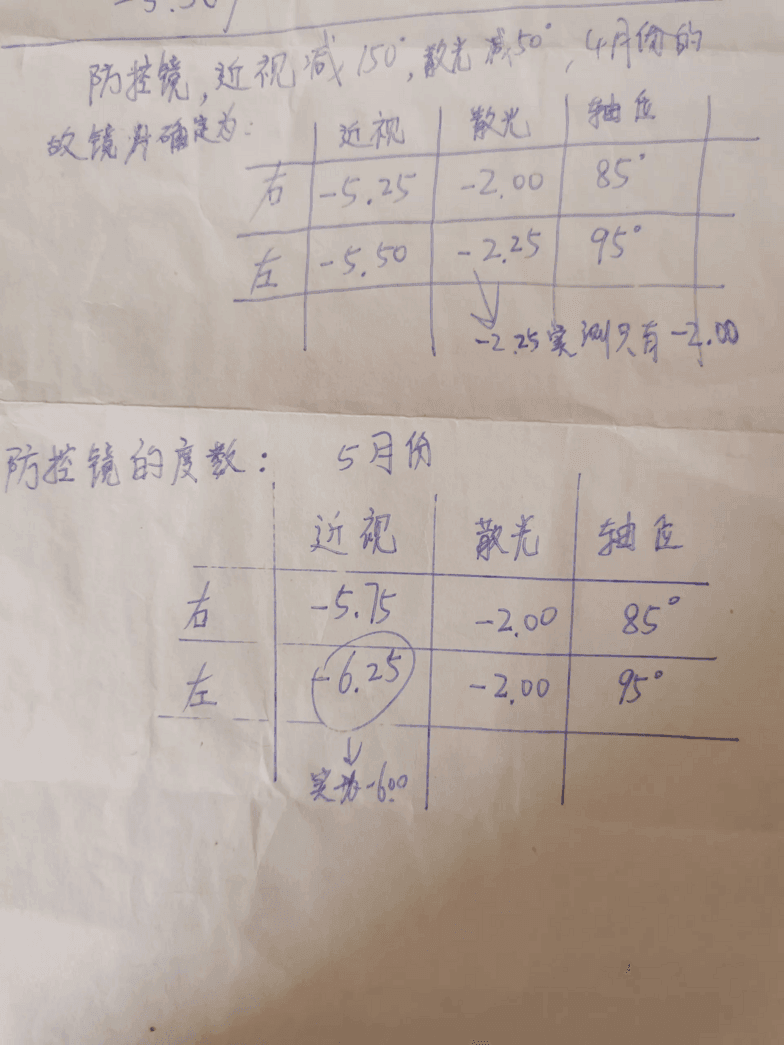 -5.50
防控镜,近视减150°,散光减50°,4月份的
故镜片确定为:
近视 散光 轴位
右 -5.25 -2.00 85°
左 -5.50 -2.25 95°
-2.25实测只有-2.00
防控镜的度数: 5月份
近视 散光 轴位
右 -5.75 -2.00 85°
左 -6.25 -2.00 95°
实为-600